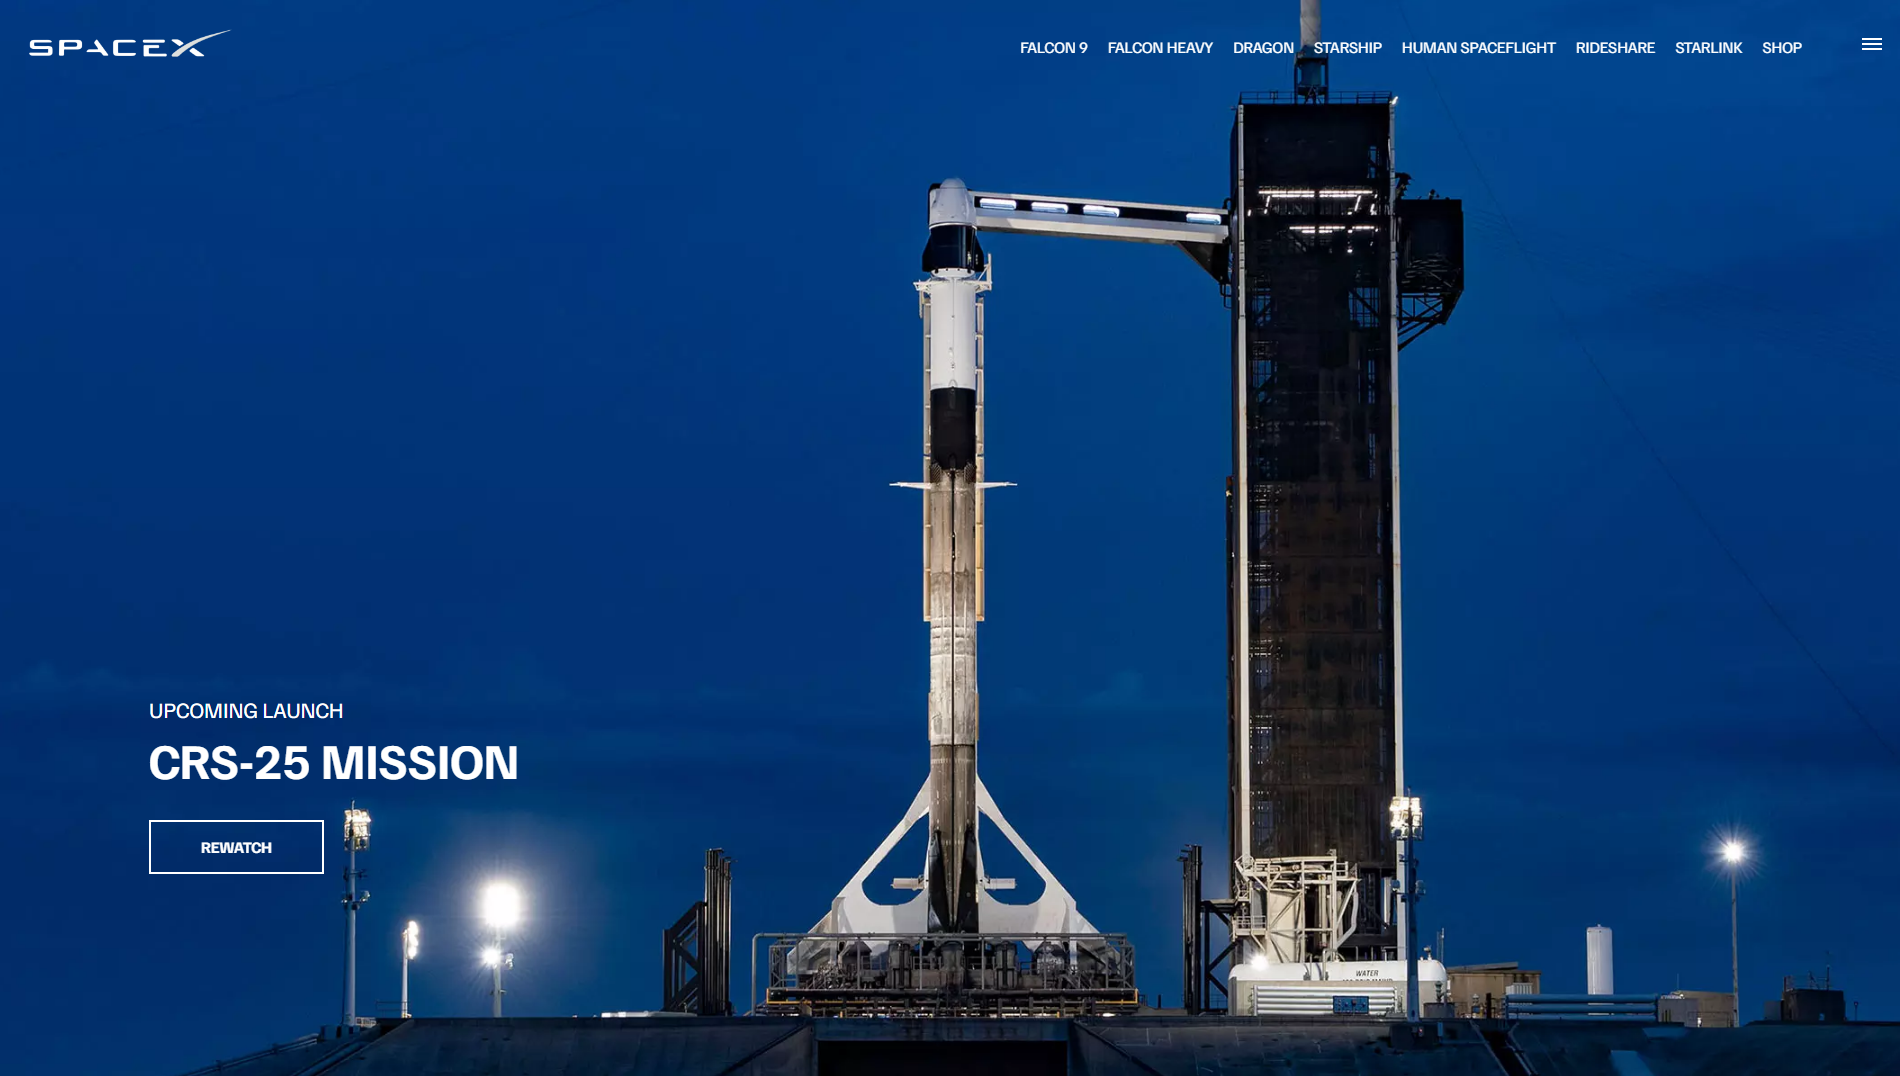 SPACEX
FALCON 9 FALCON HEAVY DRAGON STARSHIP HUMAN SPACEFLIGHT RIDESHARE STARLINK SHOP
UPCOMING LAUNCH
CRS-25 MISSION
REWATCH
WATER